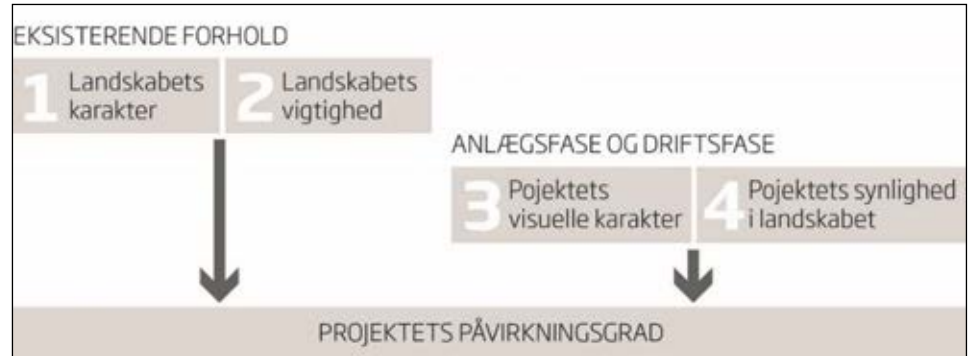 EKSISTERENDE FORHOLD
1 Landskabets
karakter
2 Landskabets
vigtighed
ANLÆGSFASE OG DRIFTSFASE
3 Pojektets
visuelle karakter
4 Pojektets synlighed
i landskabet
PROJEKTETS PÅVIRKNINGSGRAD